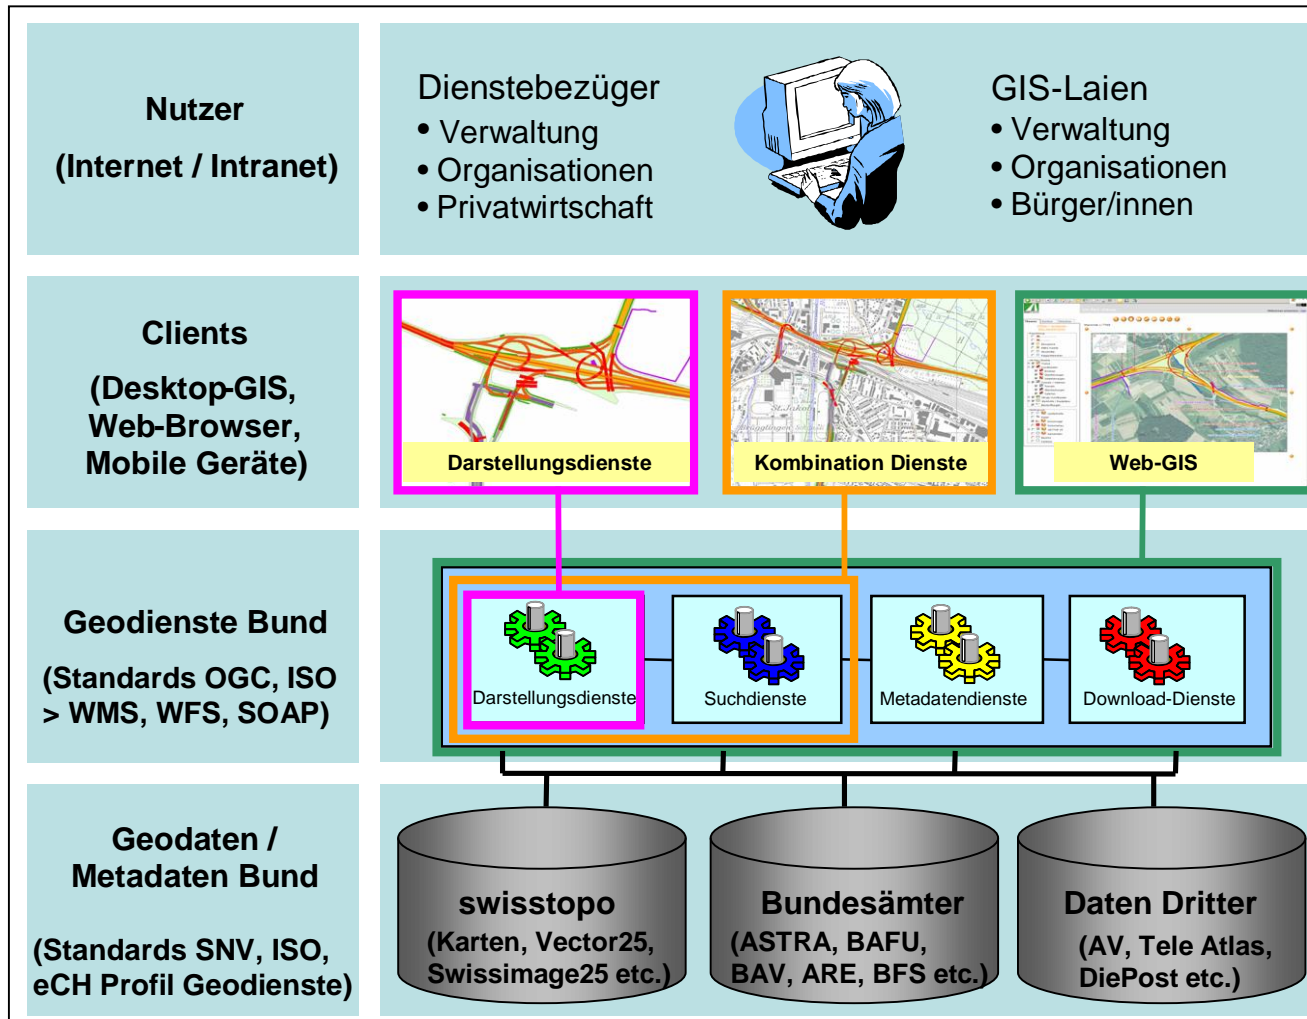 Nutzer
(Internet / Intranet)
Dienstebezüger
• Verwaltung
• Organisationen
• Privatwirtschaft
GIS-Laien
• Verwaltung
• Organisationen
• Bürger/innen
Clients
(Desktop-GIS,
Web-Browser,
Mobile Geräte)
Darstellungsdienste
St. Jakob
Kombination Dienste
Web-GIS
Geodienste Bund
(Standards OGC, ISO
> WMS, WFS, SOAP)
Darstellungsdienste
Suchdienste
Metadatendienste
Download-Dienste
Geodaten /
Metadaten Bund
(Standards SNV, ISO,
eCH Profil Geodienste)
swisstopo
(Karten, Vector25,
Swissimage25 etc.)
Bundesämter
(ASTRA, BAFU,
BAV, ARE, BFS etc.)
Daten Dritter
(AV, Tele Atlas,
DiePost etc.)